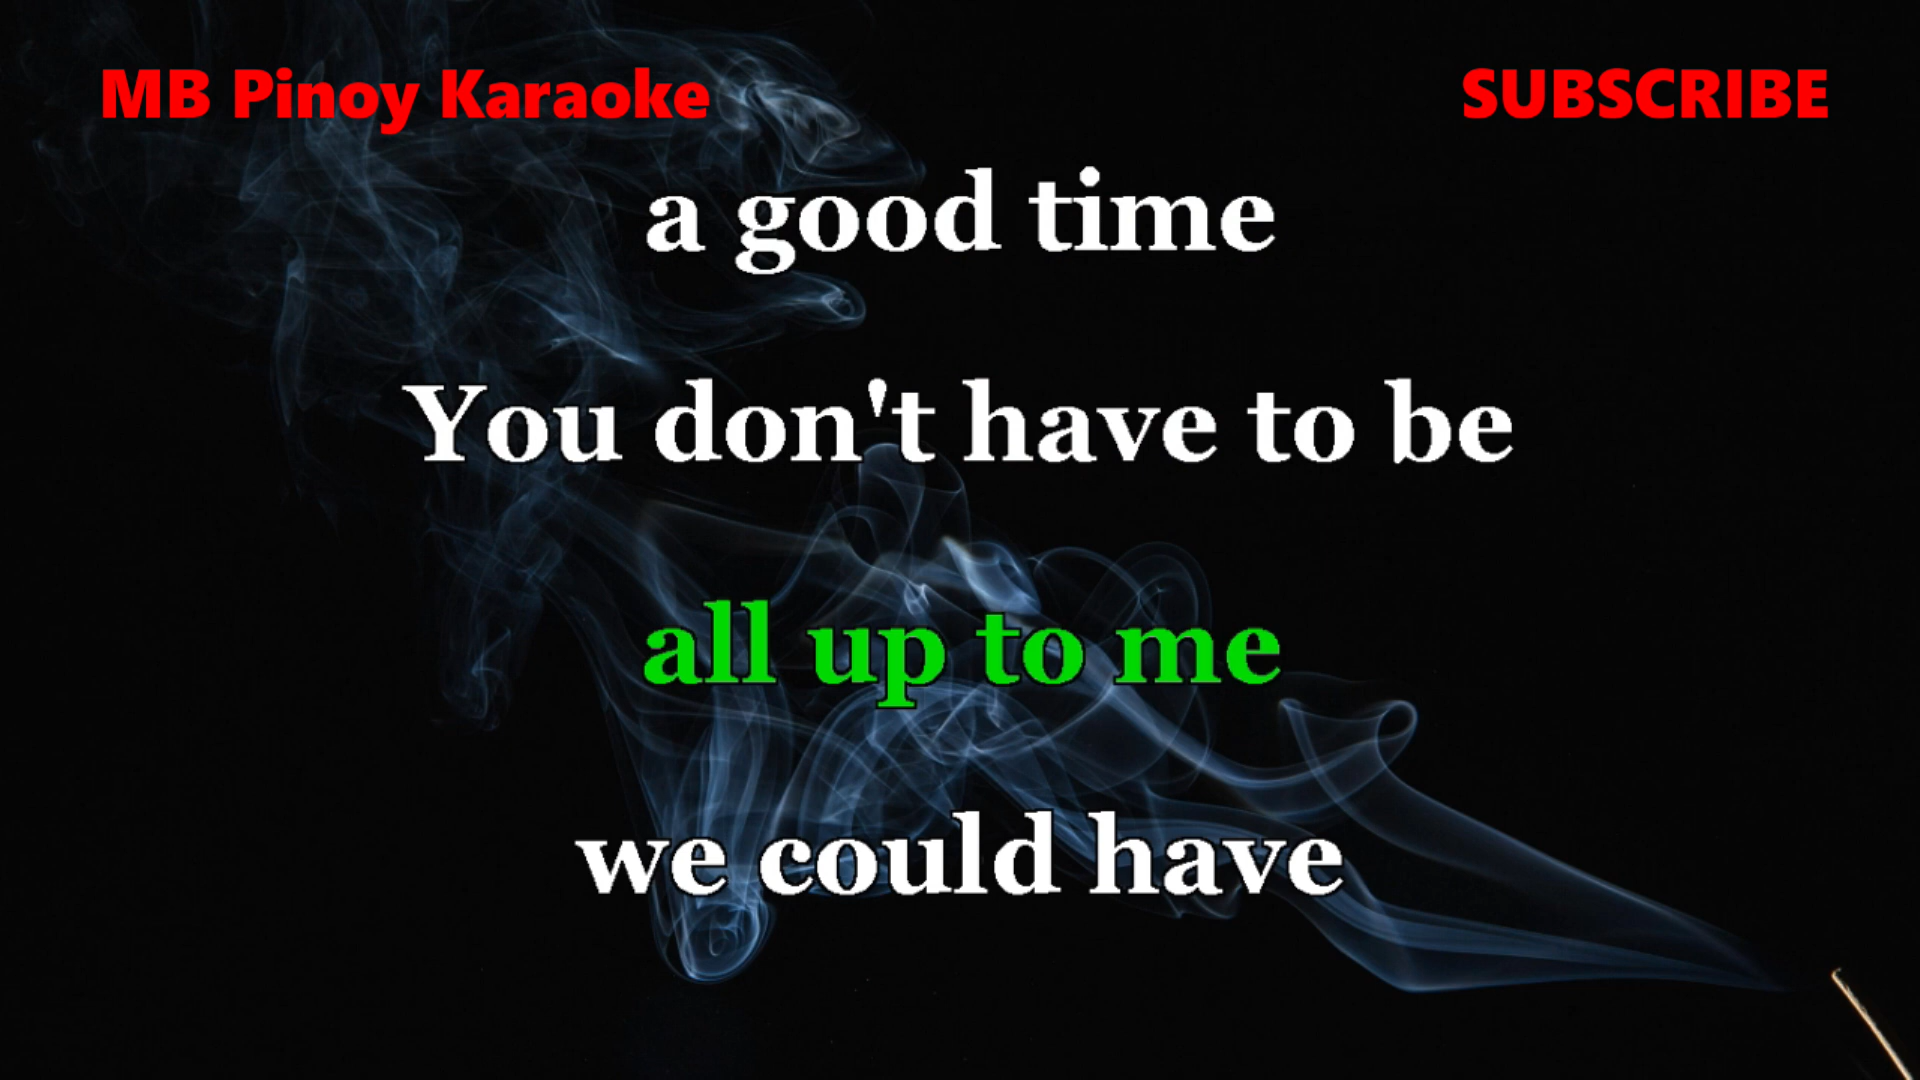 MB Pinoy Karaoke
SUBSCRIBE
a good time
You don't have to be
all up to me
we could have